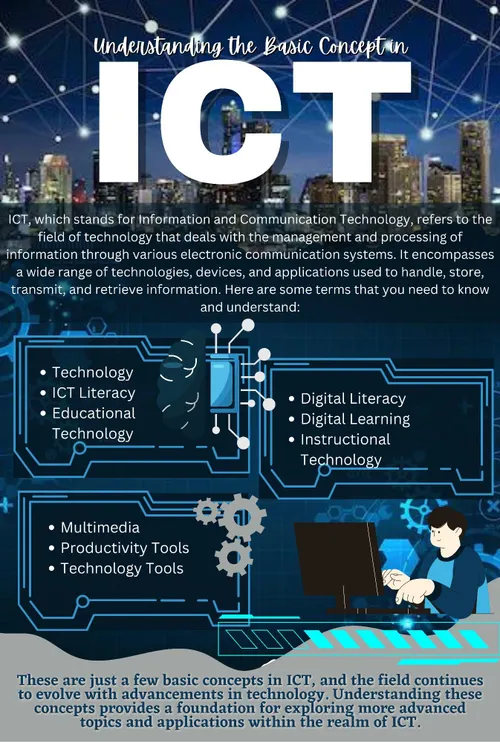 Understanding the Basic Concept in
ICT
ICT, which stands for Information and Communication Technology, refers to the
field of technology that deals with the management and processing of
information through various electronic communication systems. It encompasses
a wide range of technologies, devices, and applications used to handle, store,
transmit, and retrieve information. Here are some terms that you need to know
and understand:
• Technology
• ICT Literacy
• Educational
Technology
• Digital Literacy
• Digital Learning
• Instructional
Technology
• Multimedia
• Productivity Tools
• Technology Tools
These are just a few basic concepts in ICT, and the field continues
to evolve with advancements in technology. Understanding these
concepts provides a foundation for exploring more advanced
topics and applications within the realm of ICT.